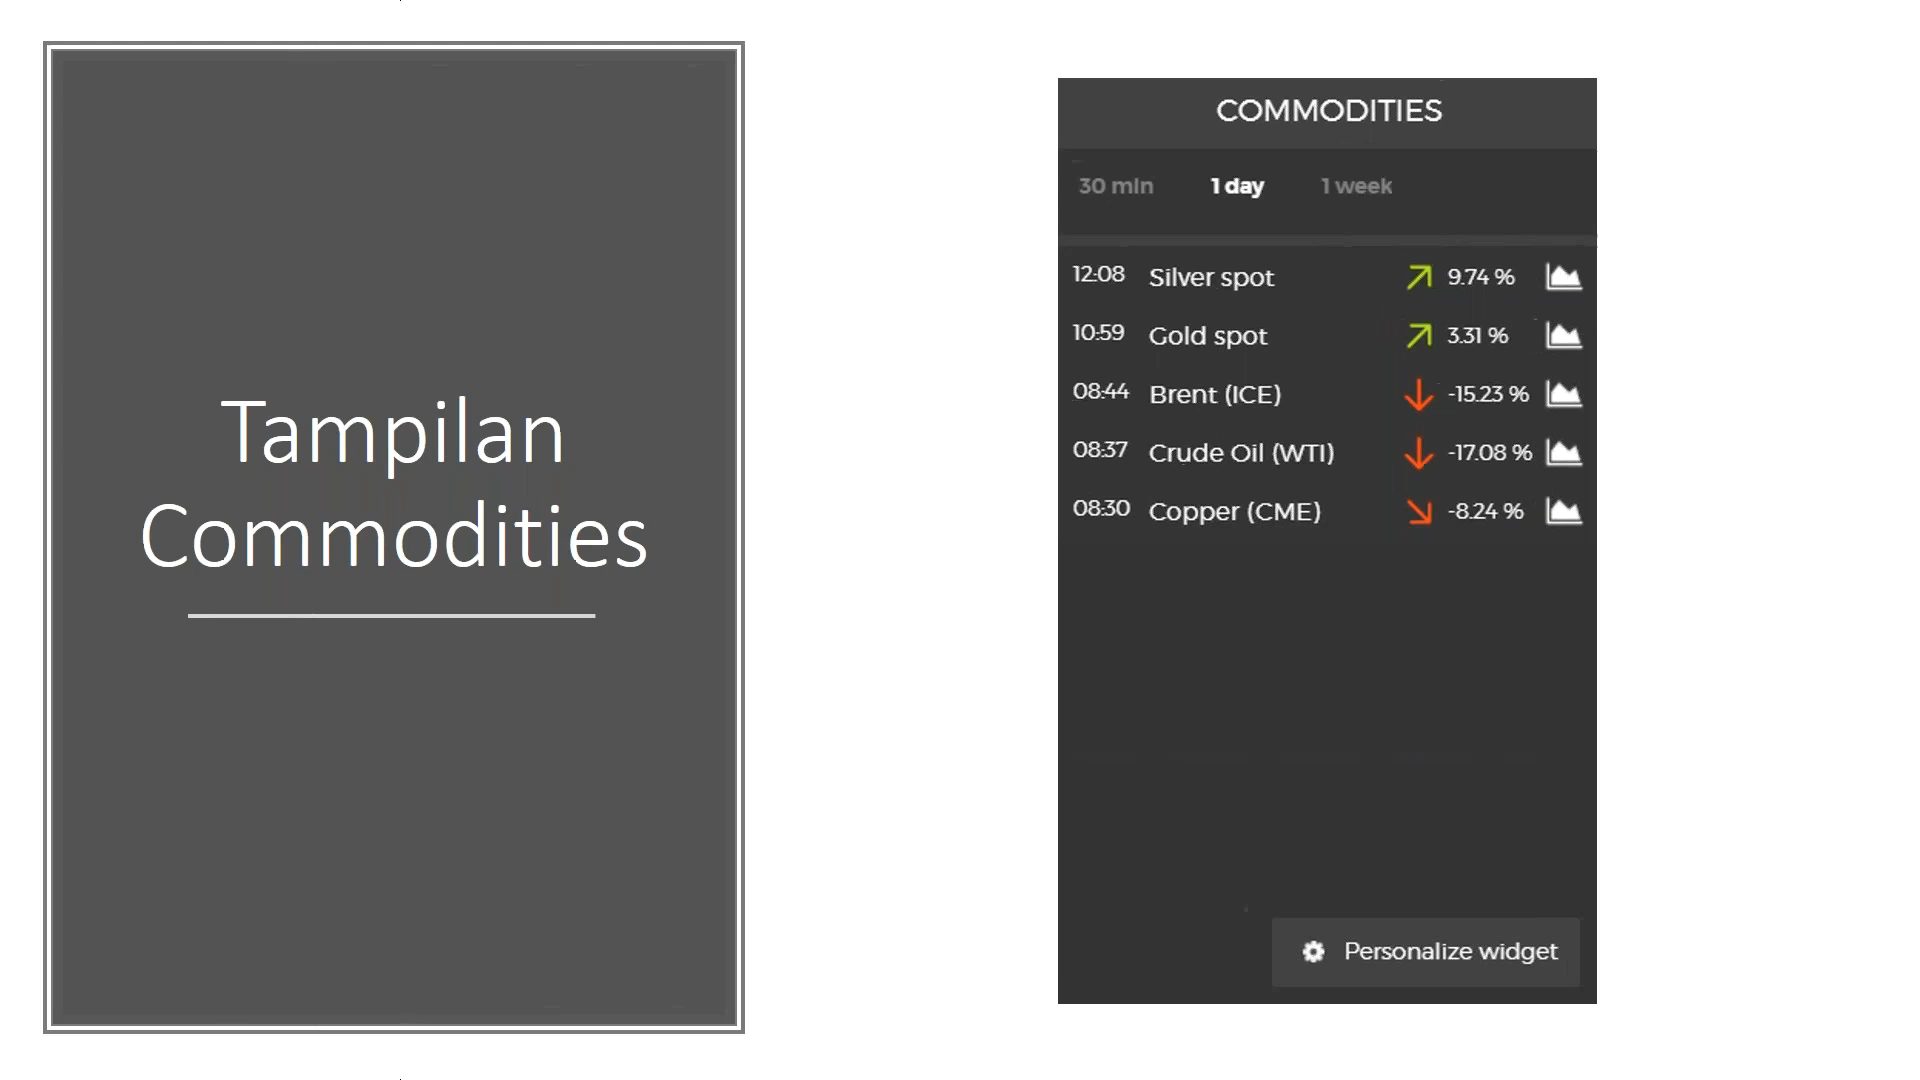 Tampilan
Commodities
COMMODITIES
30 min 1 day 1 week
12:08 Silver spot 9.74 %
10:59 Gold spot 3.31 %
08:44 Brent (ICE) -15.23 %
08:37 Crude Oil (WTI) -17.08 %
08:30 Copper (CME) -8.24 %
Personalize widget